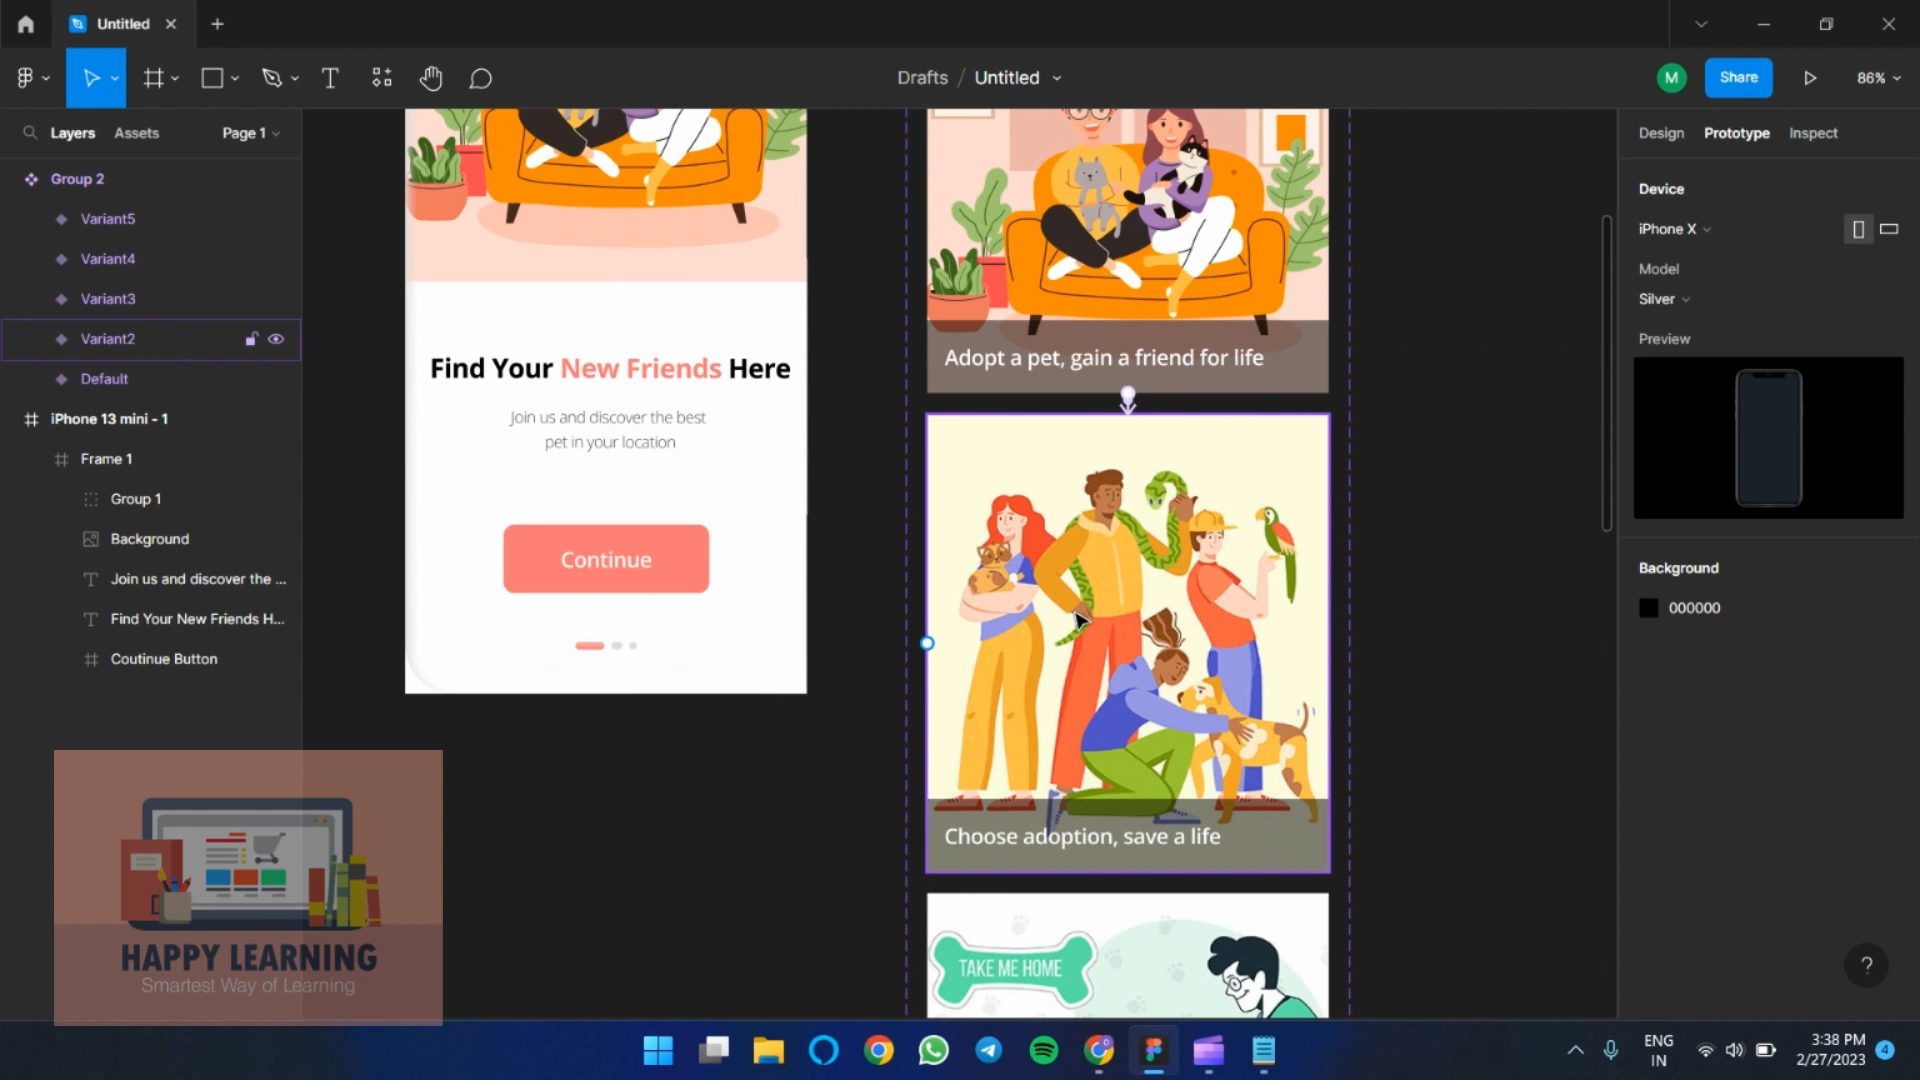 Untitled
Drafts / Untitled
M
Share
86%
Layers
Assets
Page 1
Group 2
Variant5
Variant4
Variant3
Variant2
Default
iPhone 13 mini - 1
Frame 1
Group 1
Background
Join us and discover the ...
Find Your New Friends H...
Coutinue Button
Find Your New Friends Here
Join us and discover the best
pet in your location
Continue
Adopt a pet, gain a friend for life
Choose adoption, save a life
TAKE ME HOME
Design
Prototype
Inspect
Device
iPhone X
Model
Silver
Preview
Background
000000
?
HAPPY LEARNING
Smartest Way of Learning
ENG
IN
3:38 PM
2/27/2023
4